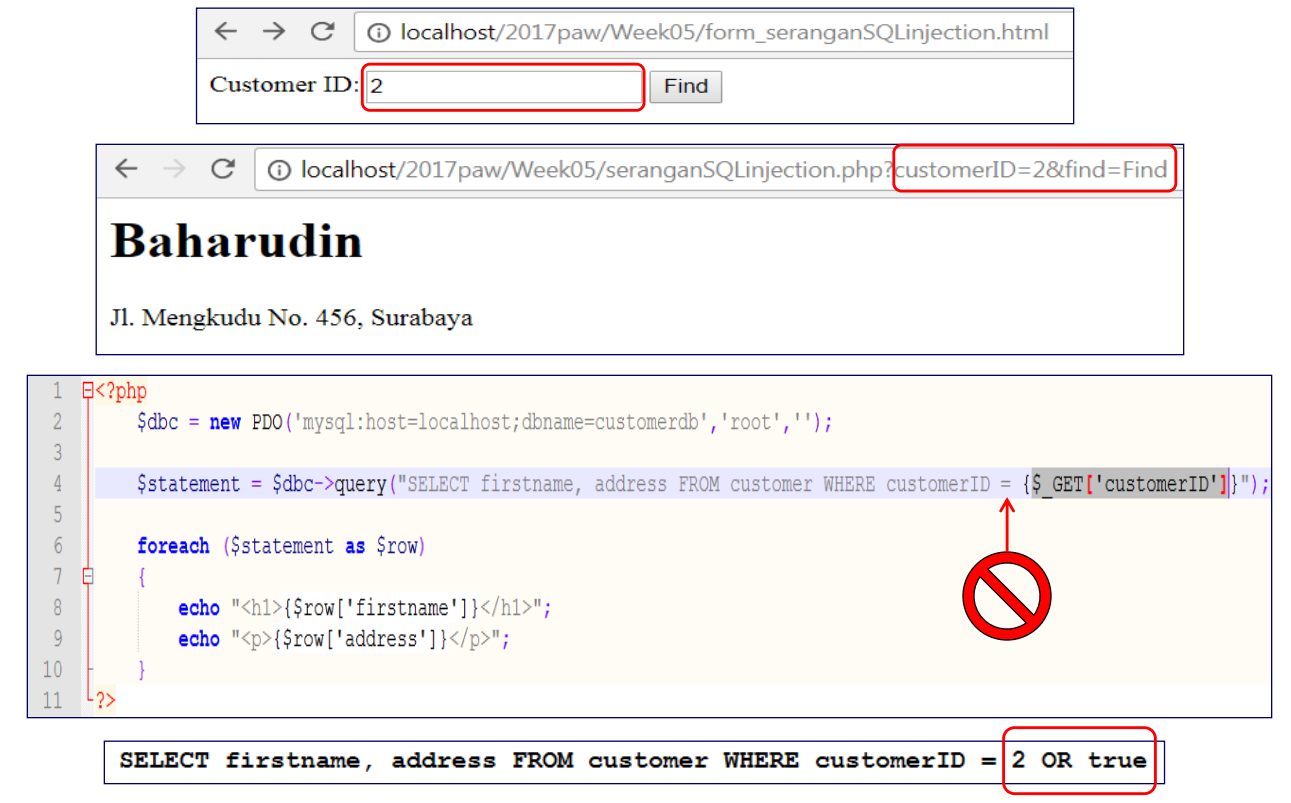 localhost/2017paw/Week05/form_seranganSQLinjection.html
Customer ID: 2 Find
localhost/2017paw/Week05/seranganSQLinjection.php?customerID=2&find=Find
Baharudin
Jl. Mengkudu No. 456, Surabaya
1 <?php
2 $dbc = new PDO('mysql:host=localhost;dbname=customerdb','root','');
3
4 $statement = $dbc->query("SELECT firstname, address FROM customer WHERE customerID = {$_GET['customerID']}");
5
6 foreach ($statement as $row)
7 {
8 echo "<h1>{$row['firstname']}</h1>";
9 echo "<p>{$row['address']}</p>";
10 }
11 ?>
SELECT firstname, address FROM customer WHERE customerID = 2 OR true